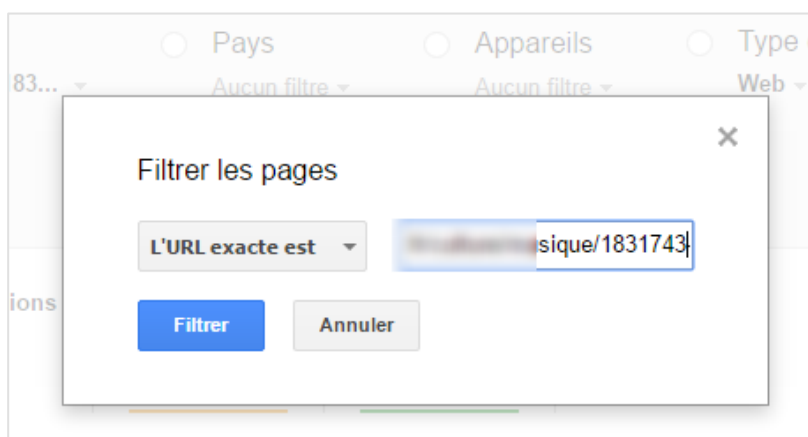 Pays Appareils Type
83... Aucun filtre Aucun filtre Web
Filtrer les pages
L'URL exacte est sique/1831743
ions
Filtrer Annuler